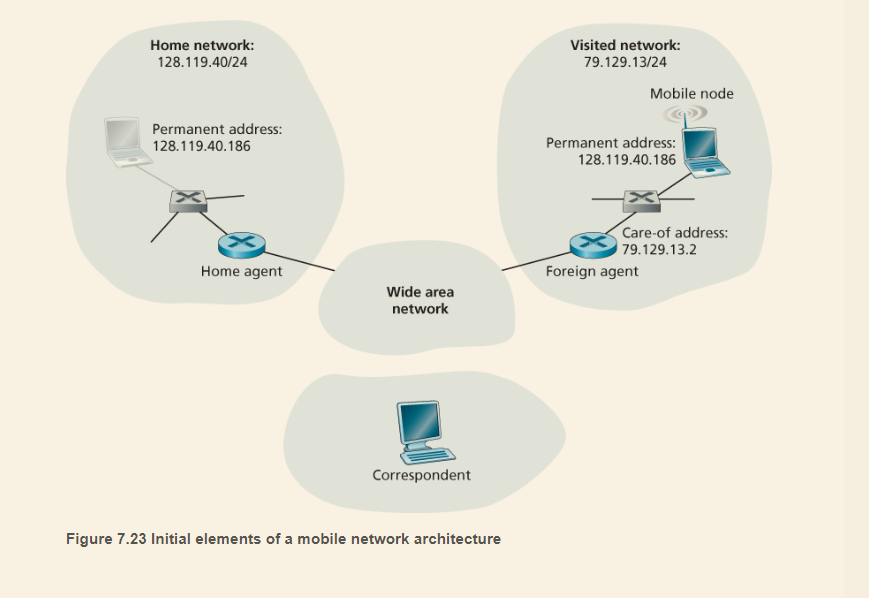 Home network:
128.119.40/24
Visited network:
79.129.13/24
Mobile node
Permanent address:
128.119.40.186
Permanent address:
128.119.40.186
Care-of address:
79.129.13.2
Home agent
Foreign agent
Wide area
network
Correspondent
Figure 7.23 Initial elements of a mobile network architecture